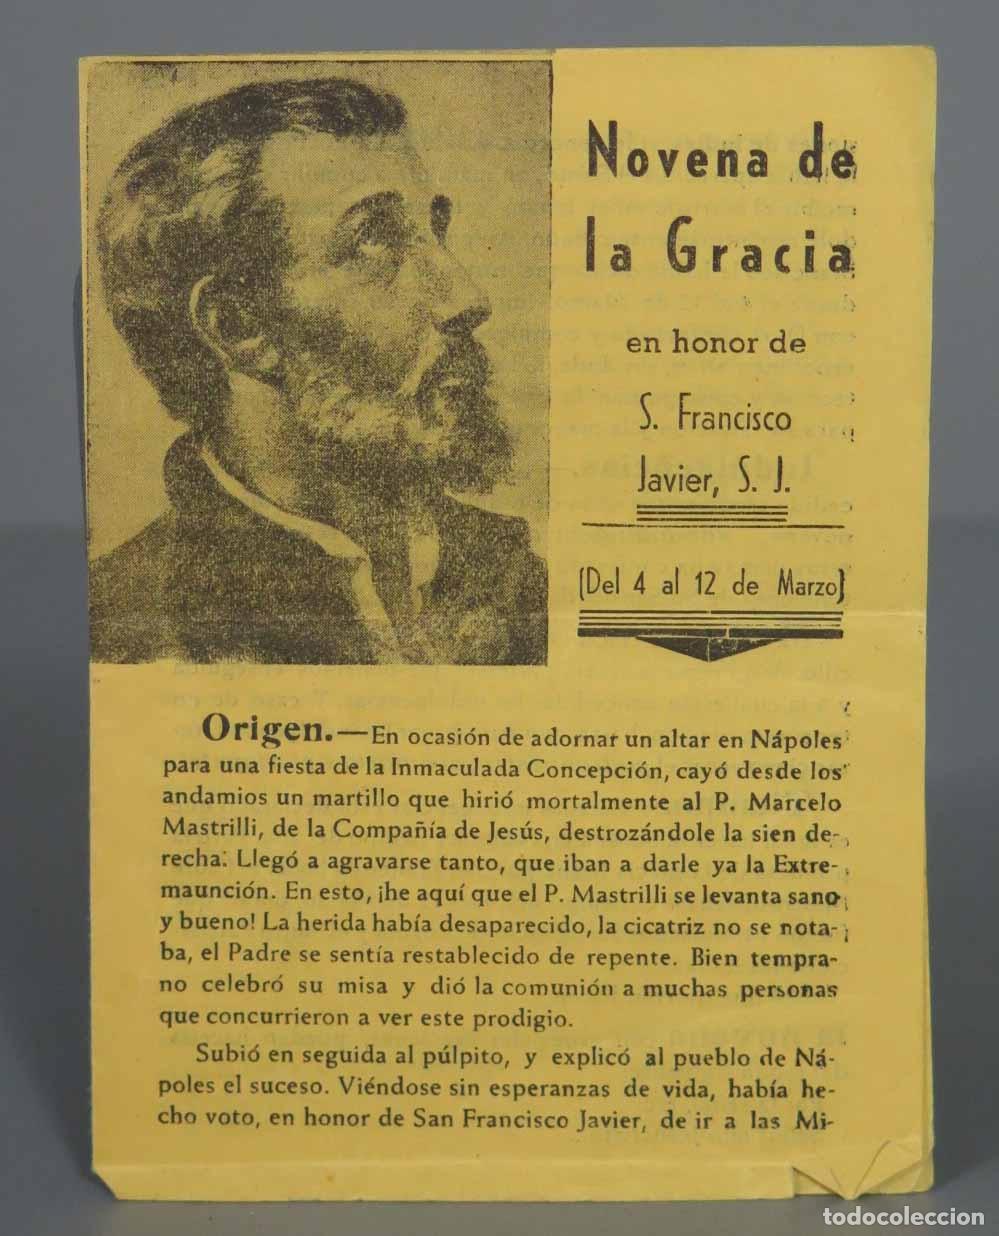 Novena de
la Gracia
en honor de
S. Francisco
Javier, S. J.
(Del 4 al 12 de Marzo)
Origen.—En ocasión de adornar un altar en Nápoles
para una fiesta de la Inmaculada Concepción, cayó desde los
andamios un martillo que hirió mortalmente al P. Marcelo
Mastrilli, de la Compañía de Jesús, destrozándole la sien de-
recha. Llegó a agravarse tanto, que iban a darle ya la Extre-
maunción. En esto, ¡he aquí que el P. Mastrilli se levanta sano
y bueno! La herida había desaparecido, la cicatriz no se nota-
ba, el Padre se sentía restablecido de repente. Bien tempra-
no celebró su misa y dió la comunión a muchas personas
que concurrieron a ver este prodigio.
Subió en seguida al púlpito, y explicó al pueblo de Ná-
poles el suceso. Viéndose sin esperanzas de vida, había he-
cho voto, en honor de San Francisco Javier, de ir a las Mi-
todocoleccion
todocoleccion.net